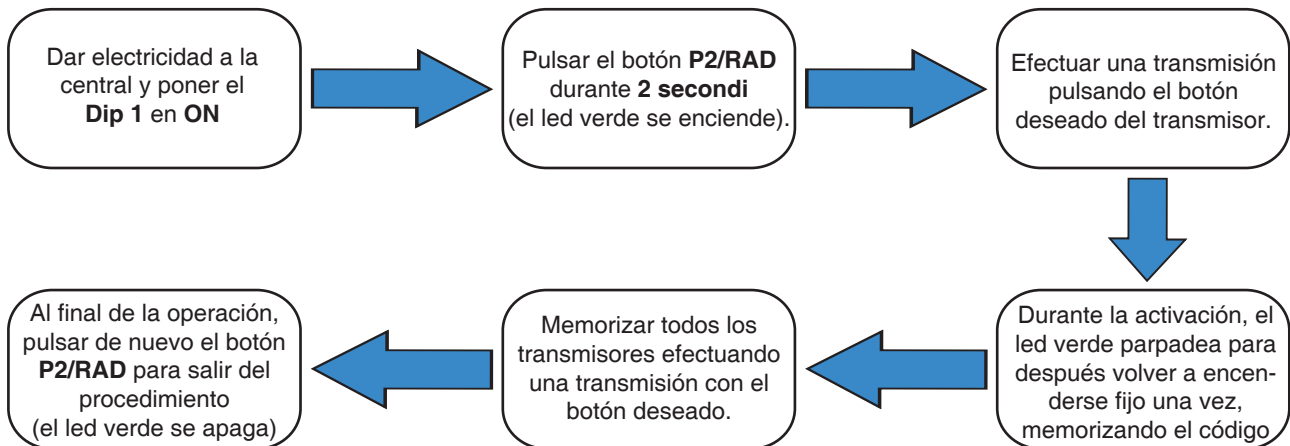 Dar electricidad a la
central y poner el
Dip 1 en ON
Pulsar el botón P2/RAD
durante 2 secondi
(el led verde se enciende).
Efectuar una transmisión
pulsando el botón
deseado del transmisor.
Durante la activación, el
led verde parpadea para
después volver a encen-
derse fijo una vez,
memorizando el código
Memorizar todos los
transmisores efectuando
una transmisión con el
botón deseado.
Al final de la operación,
pulsar de nuevo el botón
P2/RAD para salir del
procedimiento
(el led verde se apaga)